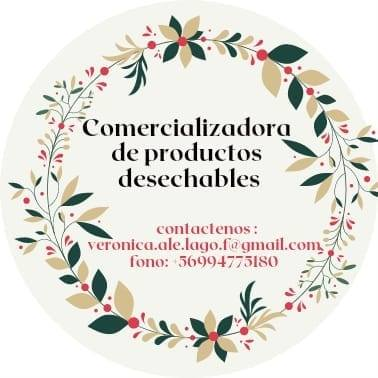 Comercializadora
de productos
desechables
contactenos :
veronica.ale.lago.f@gmail.com
fono: +56994775180